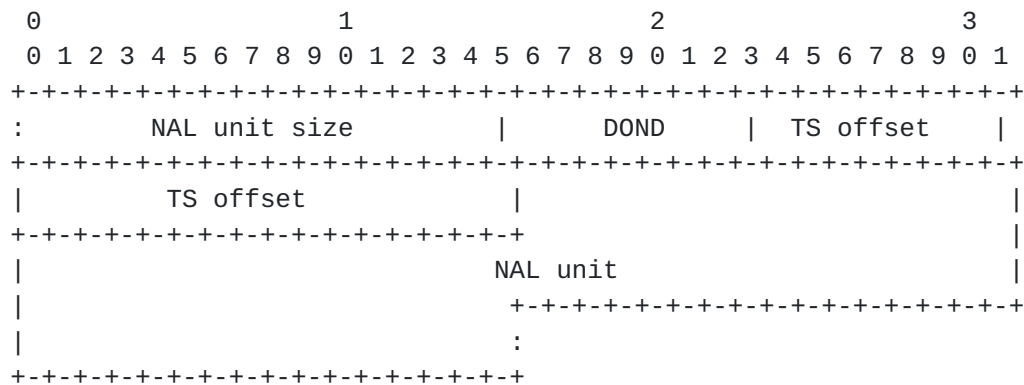 0                   1                   2                   3
 0 1 2 3 4 5 6 7 8 9 0 1 2 3 4 5 6 7 8 9 0 1 2 3 4 5 6 7 8 9 0 1
+-+-+-+-+-+-+-+-+-+-+-+-+-+-+-+-+-+-+-+-+-+-+-+-+-+-+-+-+-+-+-+-+
:        NAL unit size         |      DOND     |  TS offset    |
+-+-+-+-+-+-+-+-+-+-+-+-+-+-+-+-+-+-+-+-+-+-+-+-+-+-+-+-+-+-+-+-+
|         TS offset             |                               |
+-+-+-+-+-+-+-+-+-+-+-+-+-+-+-+-+                               |
|                              NAL unit                         |
|                               +-+-+-+-+-+-+-+-+-+-+-+-+-+-+-+-+
|                               :
+-+-+-+-+-+-+-+-+-+-+-+-+-+-+-+-+